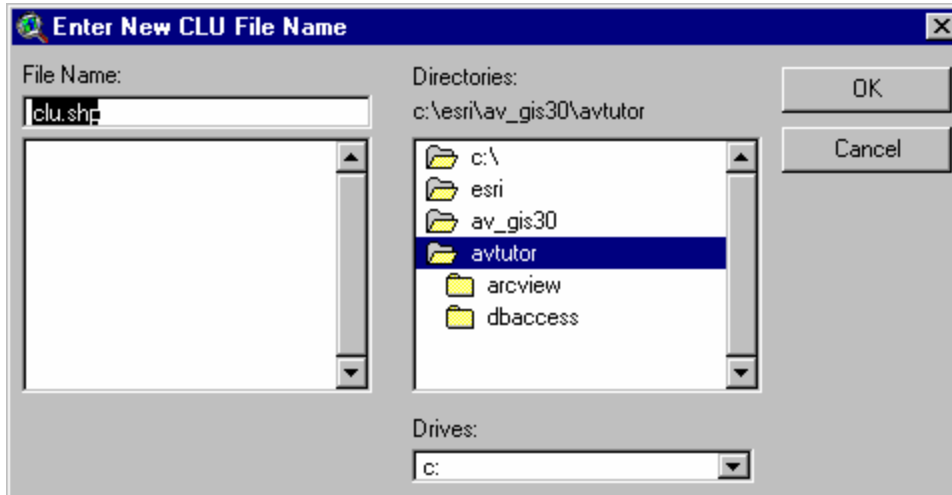 Enter New CLU File Name
File Name:
clu.shp
Directories:
c:\esri\av_gis30\avtutor
c:\
esri
av_gis30
avtutor
arcview
dbaccess
Drives:
c:
OK
Cancel